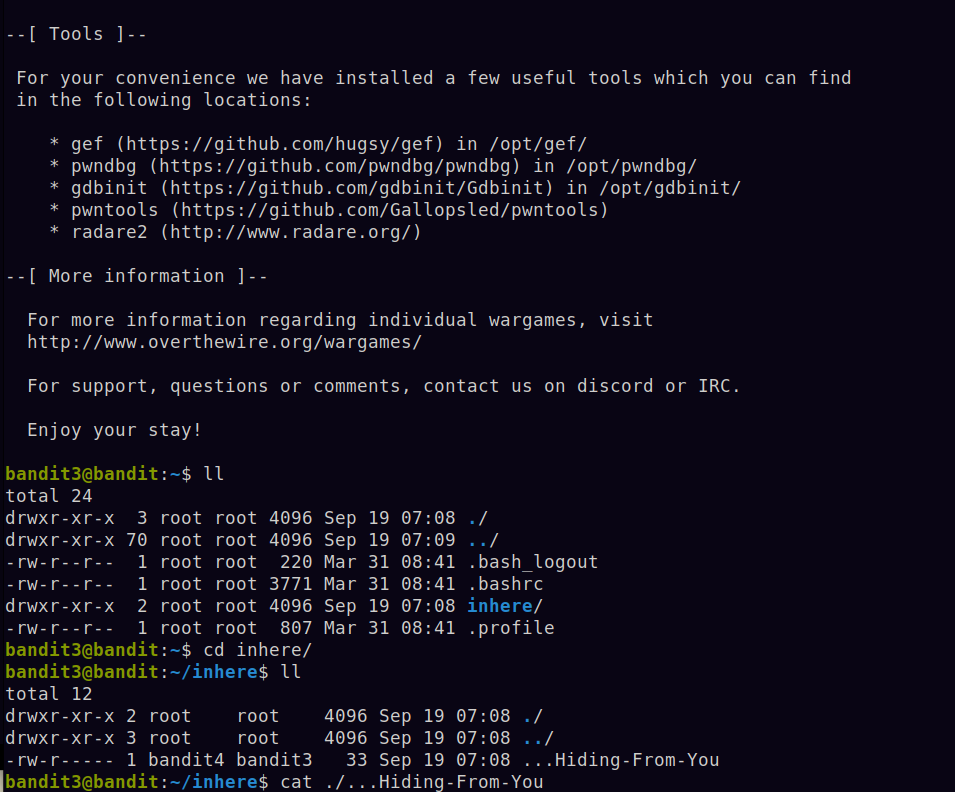 --[ Tools ]--
For your convenience we have installed a few useful tools which you can find
in the following locations:
* gef (https://github.com/hugsy/gef) in /opt/gef/
* pwndbg (https://github.com/pwndbg/pwndbg) in /opt/pwndbg/
* gdbinit (https://github.com/gdbinit/Gdbinit) in /opt/gdbinit/
* pwntools (https://github.com/Gallopsled/pwntools)
* radare2 (http://www.radare.org/)
--[ More information ]--
For more information regarding individual wargames, visit
http://www.overthewire.org/wargames/
For support, questions or comments, contact us on discord or IRC.
Enjoy your stay!
bandit3@bandit:~$ ll
total 24
drwxr-xr-x  3 root root 4096 Sep 19 07:08 ./
drwxr-xr-x 70 root root 4096 Sep 19 07:09 ../
-rw-r--r--  1 root root  220 Mar 31 08:41 .bash_logout
-rw-r--r--  1 root root 3771 Mar 31 08:41 .bashrc
drwxr-xr-x  2 root root 4096 Sep 19 07:08 inhere/
-rw-r--r--  1 root root  807 Mar 31 08:41 .profile
bandit3@bandit:~$ cd inhere/
bandit3@bandit:~/inhere$ ll
total 12
drwxr-xr-x 2 root    root    4096 Sep 19 07:08 ./
drwxr-xr-x 3 root    root    4096 Sep 19 07:08 ../
-rw-r----- 1 bandit4 bandit3   33 Sep 19 07:08 ...Hiding-From-You
bandit3@bandit:~/inhere$ cat ./...Hiding-From-You